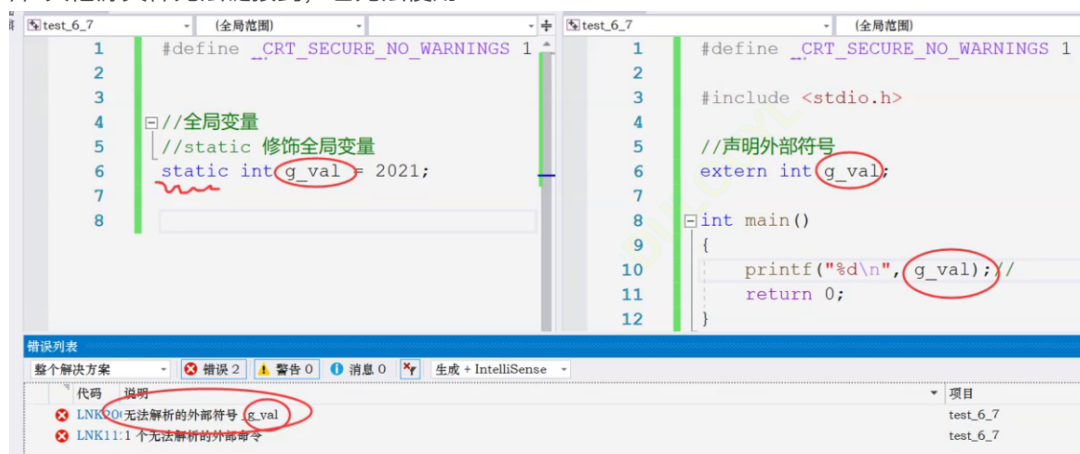 test_6_7 (全局范围)
1 #define _CRT_SECURE_NO_WARNINGS 1
2
3
4 //全局变量
5 //static 修饰全局变量
6 static int g_val = 2021;
7
8
test_6_7 (全局范围)
1 #define _CRT_SECURE_NO_WARNINGS 1
2
3 #include <stdio.h>
4
5 //声明外部符号
6 extern int g_val;
7
8 int main()
9 {
10 printf("%d\n", g_val);//
11 return 0;
12 }
错误列表
整个解决方案 错误 2 警告 0 消息 0 生成 + IntelliSense
代码 说明 项目
无法解析的外部符号 _g_val test_6_7
LNK11: 1 个无法解析的外部命令 test_6_7